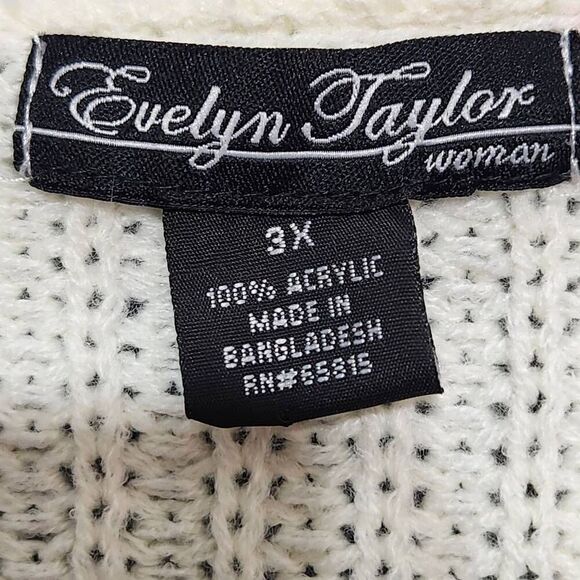 Evelyn Taylor
woman
3X
100% ACRYLIC
MADE IN
BANGLADESH
RN#65815